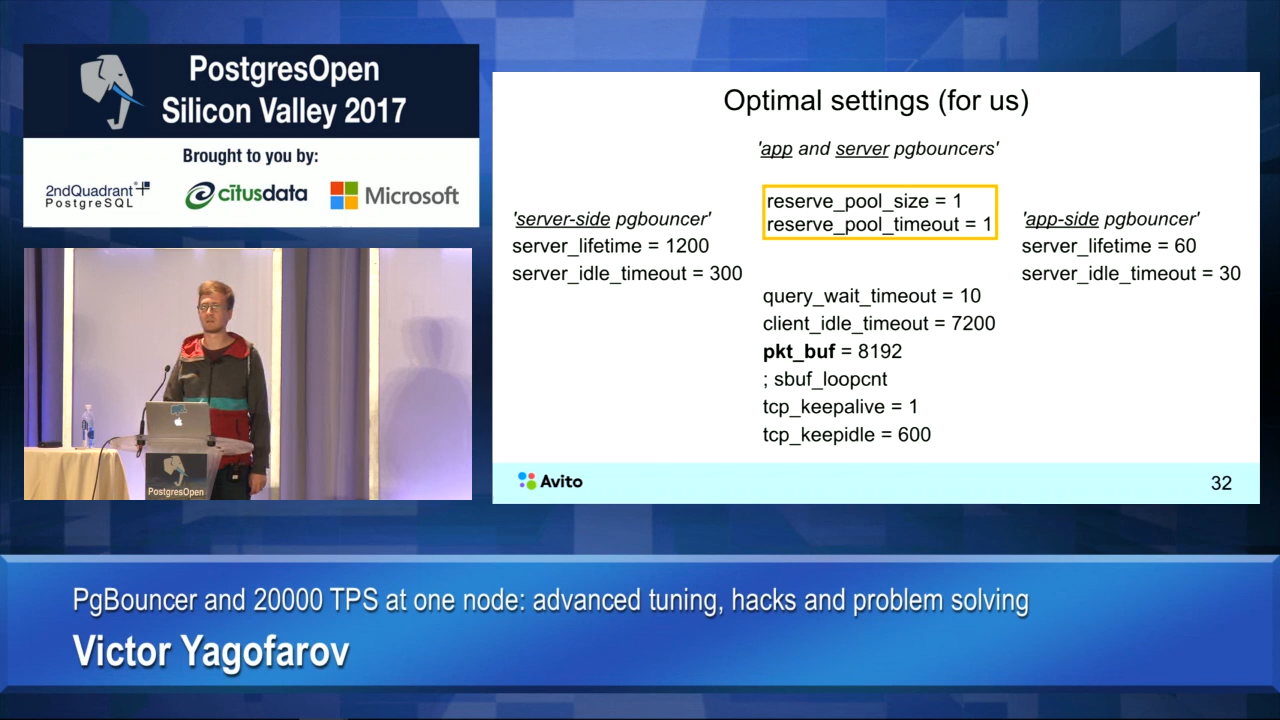 PostgresOpen
Silicon Valley 2017
Brought to you by:
2ndQuadrant
PostgreSQL
citusdata
Microsoft
PostgresOpen
Optimal settings (for us)
'app and server pgbouncers'
reserve_pool_size = 1
reserve_pool_timeout = 1
'server-side pgbouncer'
server_lifetime = 1200
server_idle_timeout = 300
'app-side pgbouncer'
server_lifetime = 60
server_idle_timeout = 30
query_wait_timeout = 10
client_idle_timeout = 7200
pkt_buf = 8192
; sbuf_loopcnt
tcp_keepalive = 1
tcp_keepidle = 600
Avito
32
PgBouncer and 20000 TPS at one node: advanced tuning, hacks and problem solving
Victor Yagofarov